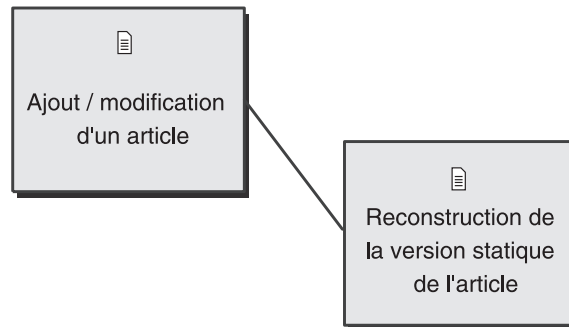 Ajout / modification
d'un article
Reconstruction de
la version statique
de l'article